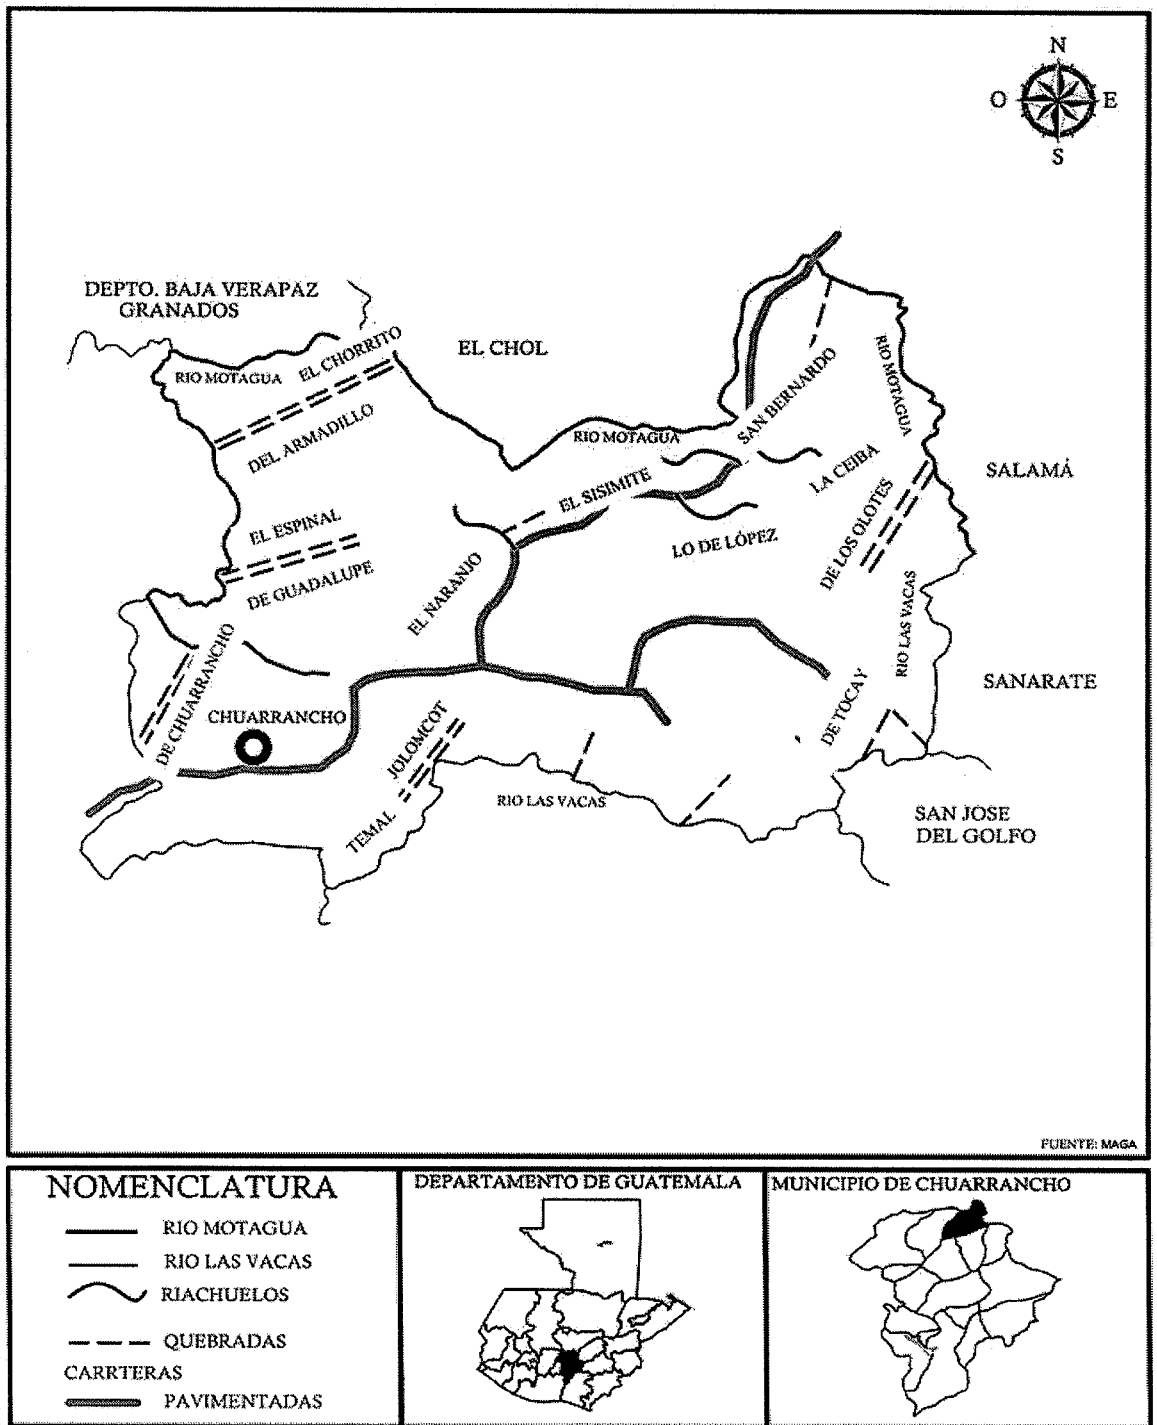 N
O E
S
DEPTO. BAJA VERAPAZ
GRANADOS
EL CHOL
RIO MOTAGUA
EL CHORRITO
DEL ARMADILLO
RIO MOTAGUA
SAN BERNARDO
RIO MOTAGUA
SALAMÁ
LA CEIBA
EL SISIMITE
EL ESPINAL
LO DE LÓPEZ
DE LOS OLOTES
DE GUADALUPE
EL NARANJO
RIO LAS VACAS
DE CHUARRANCHO
SANARATE
CHUARRANCHO
JOLOMCOT
DE TOCAY
RIO LAS VACAS
TEMAL
SAN JOSE
DEL GOLFO
FUENTE: MAGA
NOMENCLATURA
RIO MOTAGUA
RIO LAS VACAS
RIACHUELOS
QUEBRADAS
CARRTERAS
PAVIMENTADAS
DEPARTAMENTO DE GUATEMALA
MUNICIPIO DE CHUARRANCHO